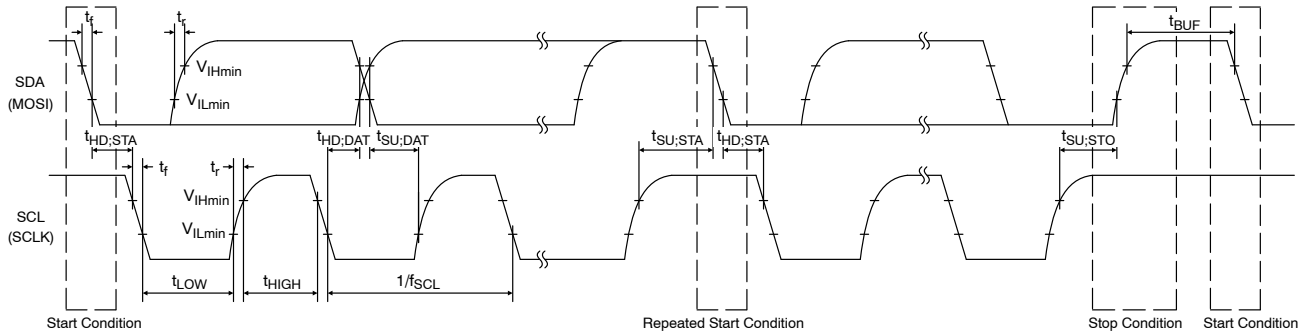 tf
tr
tBUF
SDA
(MOSI)
VIHmin
VILmin
tHD;STA
tHD;DAT
tSU;DAT
tSU;STA
tHD;STA
tSU;STO
tf
tr
SCL
(SCLK)
VIHmin
VILmin
tLOW
tHIGH
1/fSCL
Start Condition
Repeated Start Condition
Stop Condition
Start Condition